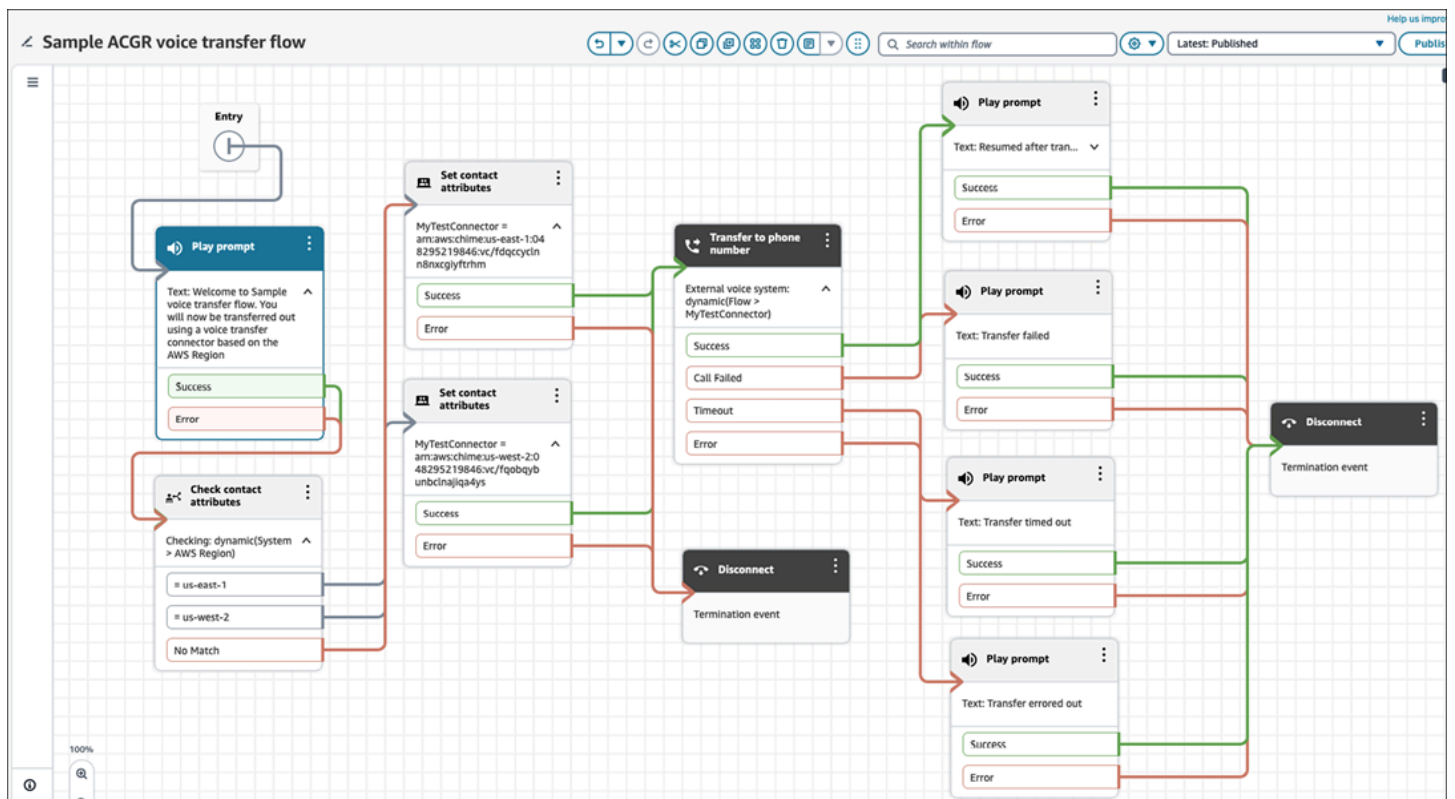 Help us impro
Sample ACGR voice transfer flow
Search within flow
Latest: Published
Publis
Entry
Play prompt
Text: Welcome to Sample
voice transfer flow. You
will now be transferred out
using a voice transfer
connector based on the
AWS Region
Success
Error
Check contact
attributes
Checking: dynamic(System
> AWS Region)
= us-east-1
= us-west-2
No Match
Set contact
attributes
MyTestConnector =
arn:aws:chime:us-east-1:04
8295219846:vc/fdqccycln
n8nxcgiyftrhm
Success
Error
Set contact
attributes
MyTestConnector =
arn:aws:chime:us-west-2:0
48295219846:vc/fqobqyb
unbclnajiqa4ys
Success
Error
Transfer to phone
number
External voice system:
dynamic(Flow >
MyTestConnector)
Success
Call Failed
Timeout
Error
Disconnect
Termination event
Play prompt
Text: Resumed after tran...
Success
Error
Play prompt
Text: Transfer failed
Success
Error
Play prompt
Text: Transfer timed out
Success
Error
Play prompt
Text: Transfer errored out
Success
Error
Disconnect
Termination event
100%